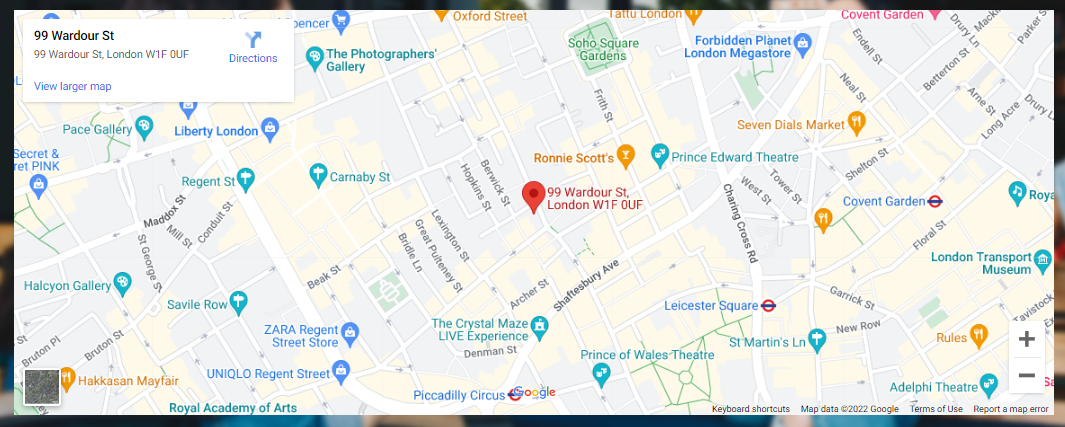 99 Wardour St
99 Wardour St, London W1F 0UF
Directions
View larger map
Spencer
Oxford Street
Tattu London
Covent Garden
Soho Square
Gardens
Forbidden Planet
London Megastore
Endell St
Drury Ln
Parker St
Betterton St
The Photographers'
Gallery
Neal St
Arne St
Long Acre
Drury L
Pace Gallery
Liberty London
Frith St
Seven Dials Market
Secret &
ret PINK
Regent St
Carnaby St
Berwick St
Hopkins St
Ronnie Scott's
Prince Edward Theatre
Shelton St
Tower St
West St
Maddox St
Mill St
Conduit St
99 Wardour St,
London W1F 0UF
Charing Cross Rd
Covent Garden
Roya
St George St
Lexington St
Great Pulteney St
Bridle Ln
Floral St
Beak St
London Transport
Museum
Halcyon Gallery
Archer St
Shaftesbury Ave
Savile Row
Leicester Square
Garrick St
Tavistock
Bruton Pl
Bruton St
ZARA Regent
Street Store
The Crystal Maze
LIVE Experience
Denman St
New Row
St Martin's Ln
Rules
Prince of Wales Theatre
Hakkasan Mayfair
UNIQLO Regent Street
Piccadilly Circus
Google
Adelphi Theatre
Sa
Royal Academy of Arts
Keyboard shortcuts
Map data ©2022 Google
Terms of Use
Report a map error